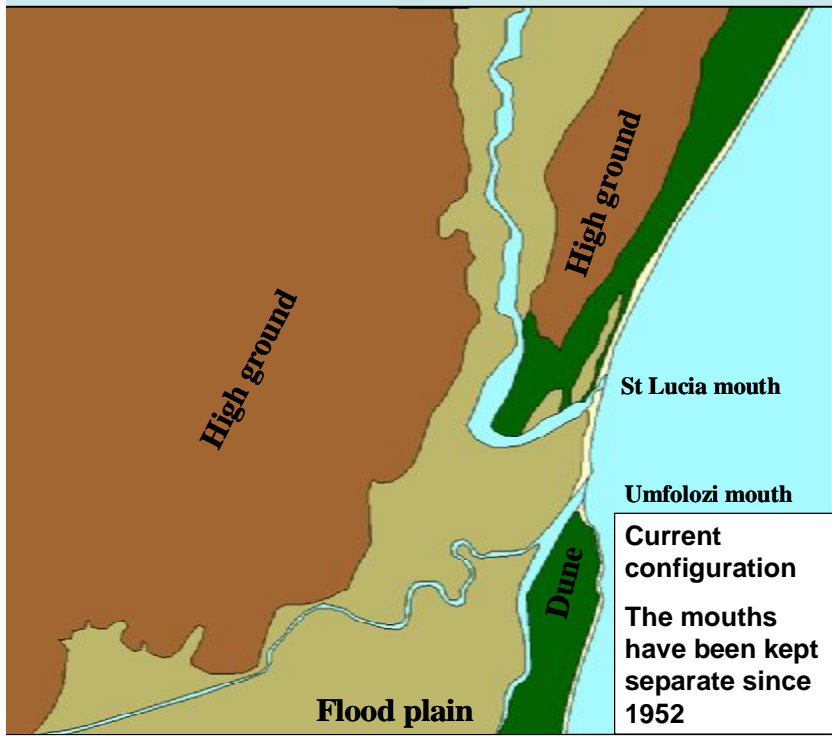 High ground
High ground
St Lucia mouth
Umfolozi mouth
Current
configuration
The mouths
have been kept
separate since
1952
Dune
Flood plain